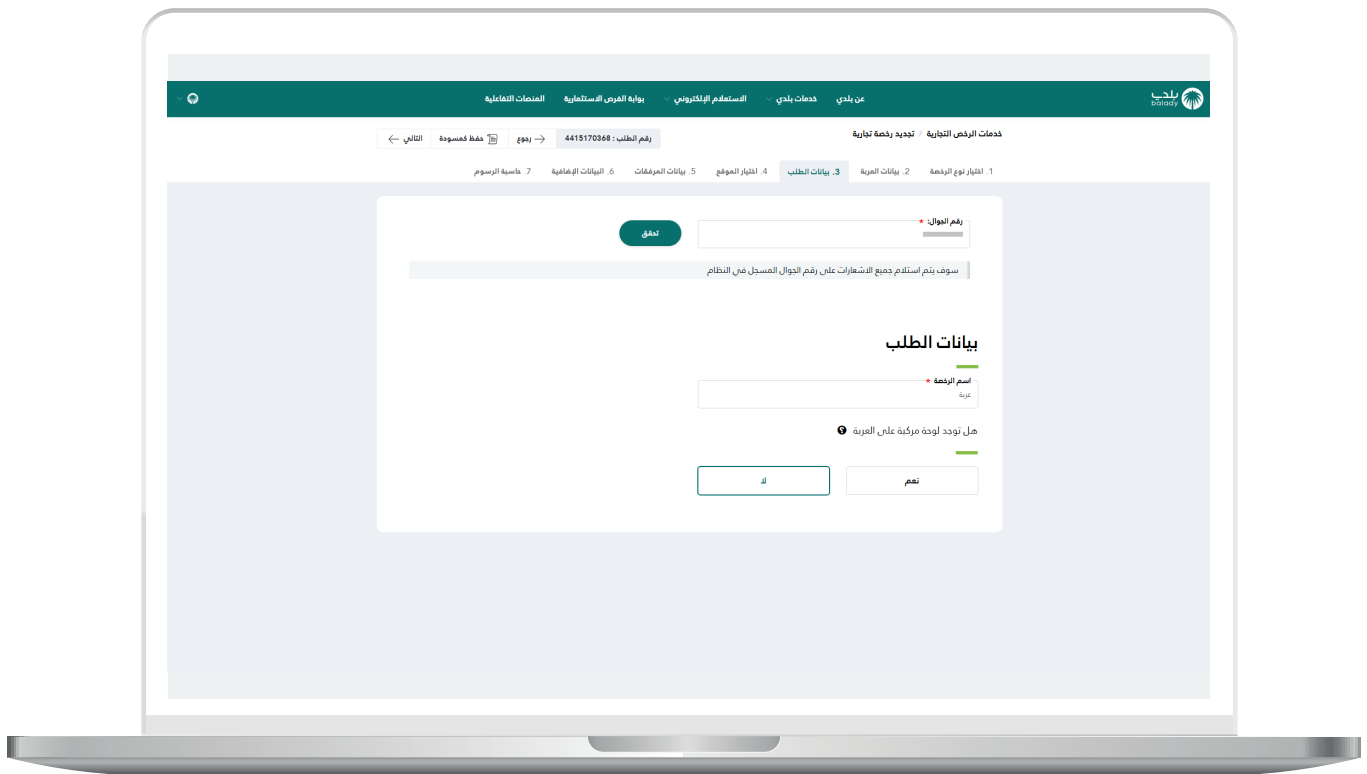 بلدي
balady
عن بلدي خدمات بلدي الاستعلام الإلكتروني بوابة الفرص الاستثمارية المنصات التفاعلية
خدمات الرخص التجارية / تجديد رخصة تجارية
رقم الطلب : 4415170368 رجوع حفظ كمسودة التالي
1. اختيار نوع الرخصة 2. بيانات العربة 3. بيانات الطلب 4. اختيار الموقع 5. بيانات المرفقات 6. البيانات الإضافية 7. حاسبة الرسوم
رقم الجوال: *
تحقق
سوف يتم استلام جميع الاشعارات على رقم الجوال المسجل في النظام
بيانات الطلب
اسم الرخصة *
عربة
هل توجد لوحة مركبة على العربة ?
نعم
لا